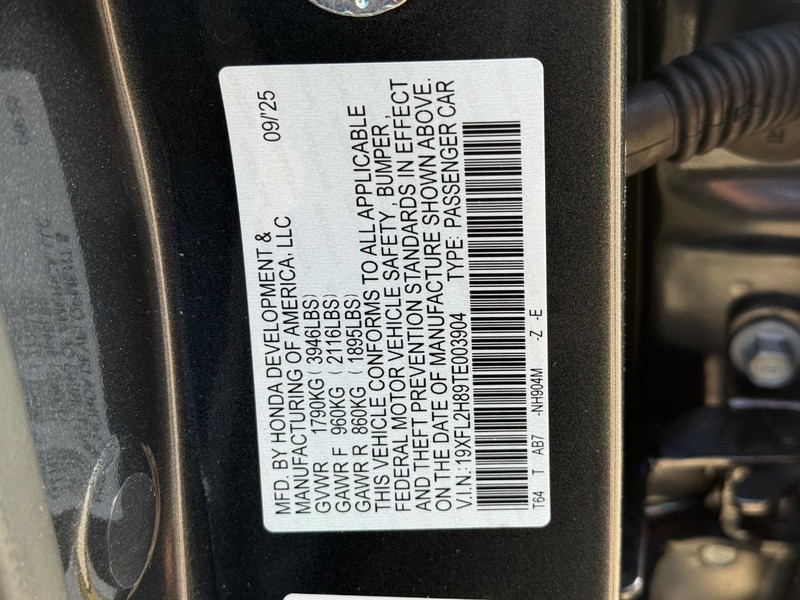 MFD. BY HONDA DEVELOPMENT & 09/'25
MANUFACTURING OF AMERICA, LLC
GVWR 1790KG ( 3946LBS)
GAWR F 960KG ( 2116LBS)
GAWR R 860KG ( 1895LBS)
THIS VEHICLE CONFORMS TO ALL APPLICABLE
FEDERAL MOTOR VEHICLE SAFETY, BUMPER,
AND THEFT PREVENTION STANDARDS IN EFFECT
ON THE DATE OF MANUFACTURE SHOWN ABOVE.
V.I.N.: 19XFL2H89TE003904 TYPE: PASSENGER CAR
T64 T AB7 -NH904M -Z -E